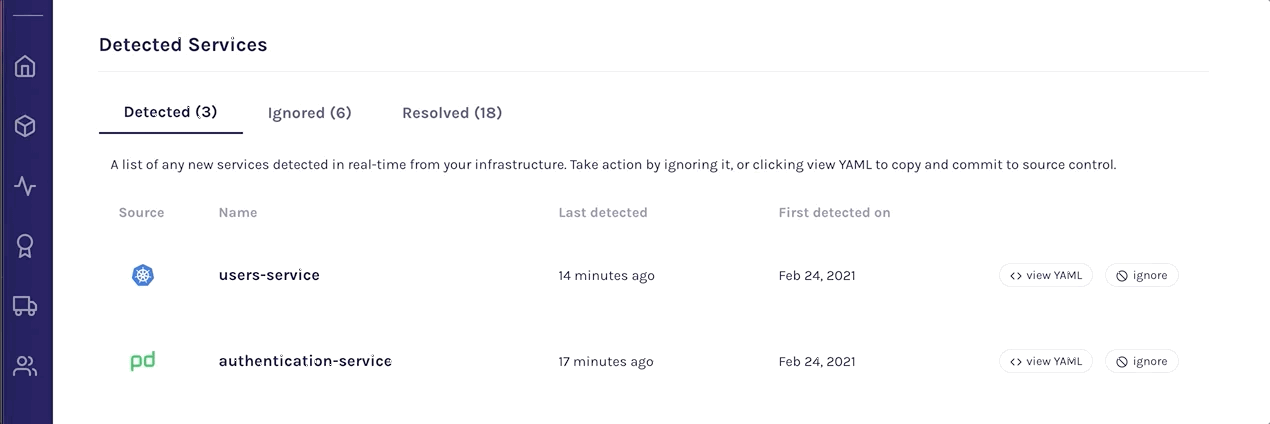 Detected Services
Detected (3) Ignored (6) Resolved (18)
A list of any new services detected in real-time from your infrastructure. Take action by ignoring it, or clicking view YAML to copy and commit to source control.
Source Name Last detected First detected on
users-service 14 minutes ago Feb 24, 2021 view YAML ignore
pd authentication-service 17 minutes ago Feb 24, 2021 view YAML ignore